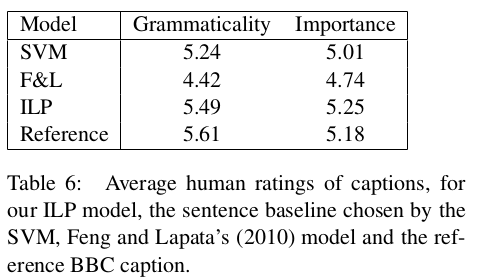 Model Grammaticality Importance
SVM 5.24 5.01
F&L 4.42 4.74
ILP 5.49 5.25
Reference 5.61 5.18
Table 6: Average human ratings of captions, for
our ILP model, the sentence baseline chosen by the
SVM, Feng and Lapata's (2010) model and the ref-
erence BBC caption.